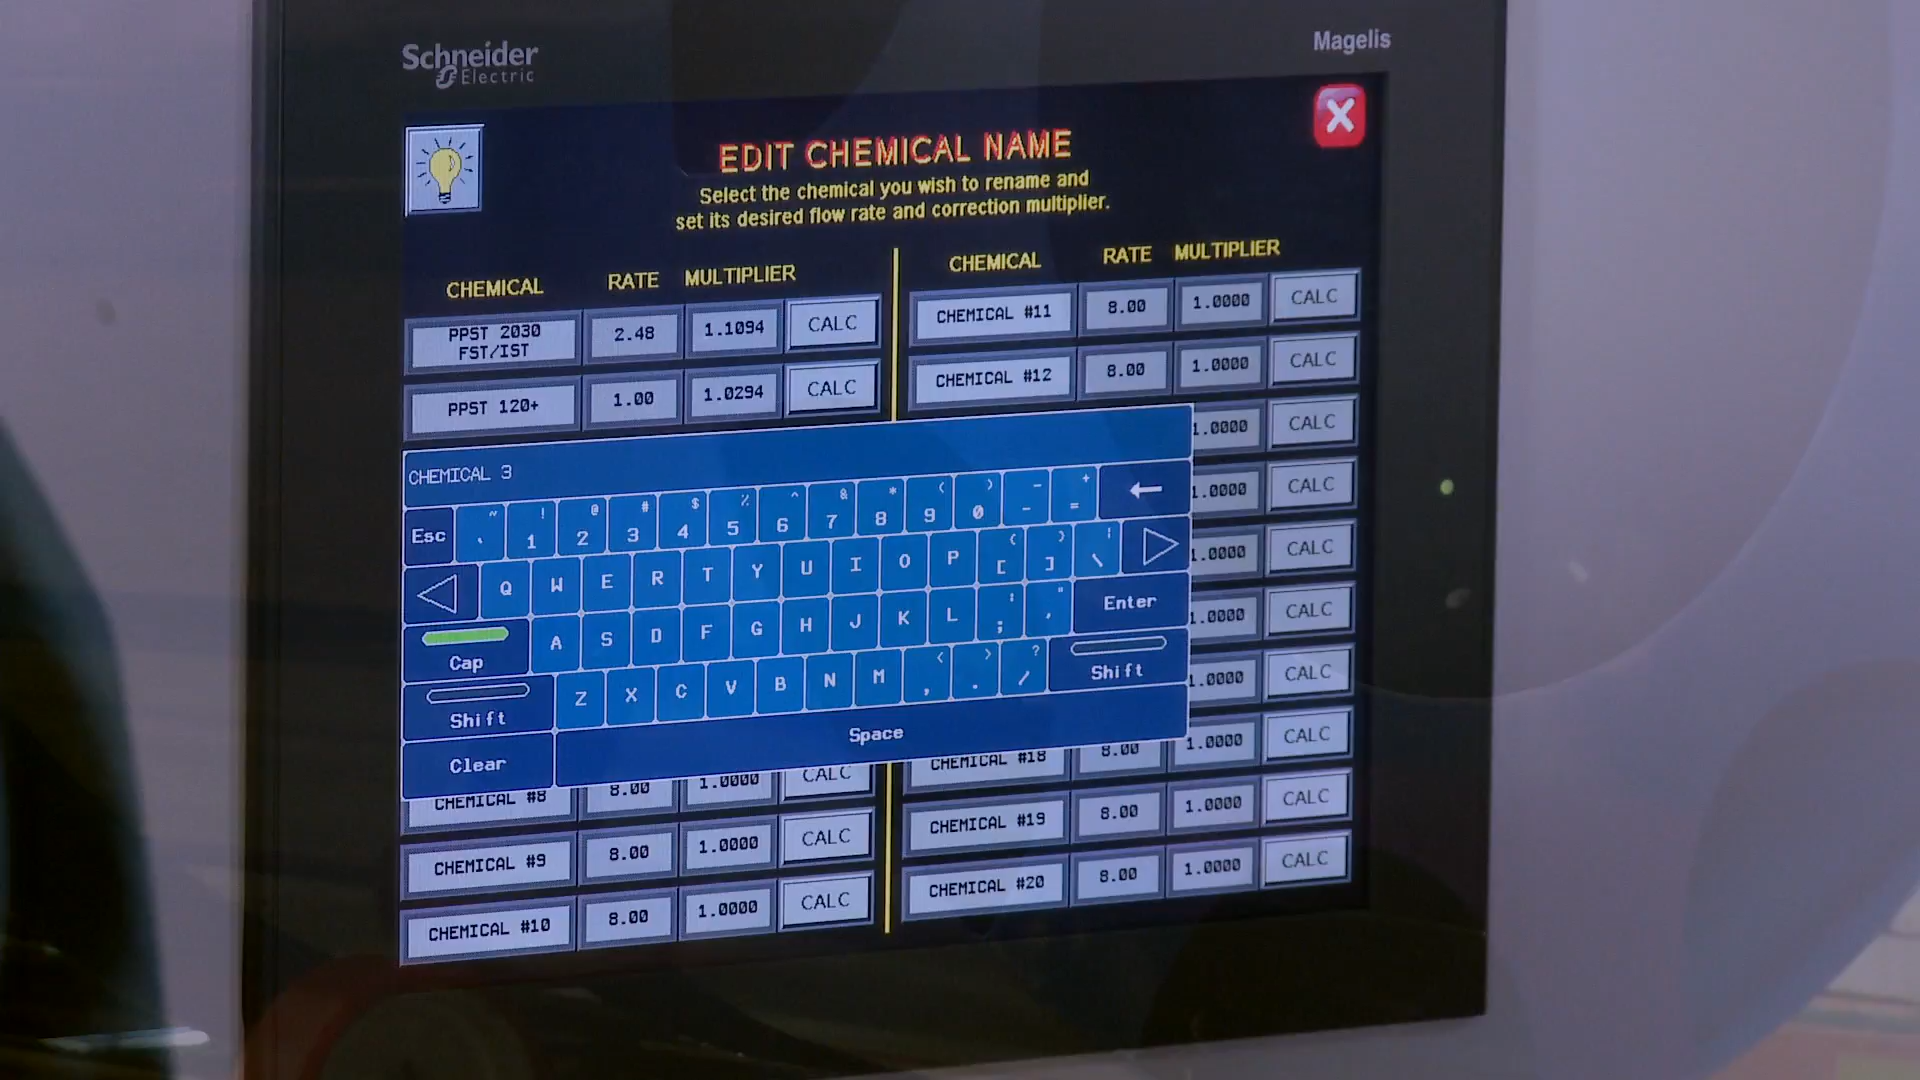 Schneider
Electric
Magelis
EDIT CHEMICAL NAME
Select the chemical you wish to rename and
set its desired flow rate and correction multiplier.
CHEMICAL RATE MULTIPLIER
CHEMICAL RATE MULTIPLIER
PPST 2030
FST/IST
2.48 1.1094 CALC
CHEMICAL #11 8.00 1.0000 CALC
PPST 120+ 1.00 1.0294 CALC
CHEMICAL #12 8.00 1.0000 CALC
1.0000 CALC
1.0000 CALC
1.0000 CALC
1.0000 CALC
1.0000 CALC
CHEMICAL 3
Esc ~ ` ! 1 @ 2 # 3 $ 4 % 5 ^ 6 & 7 * 8 ( 9 ) 0 - + =
Q W E R T Y U I O P [ ] \
Cap A S D F G H J K L ; Enter
Shift Z X C V B N M < , > . ? / Shift
Clear Space
CHEMICAL #8 8.00 1.0000 CALC
CHEMICAL #18 8.00 1.0000 CALC
CHEMICAL #9 8.00 1.0000 CALC
CHEMICAL #19 8.00 1.0000 CALC
CHEMICAL #10 8.00 1.0000 CALC
CHEMICAL #20 8.00 1.0000 CALC